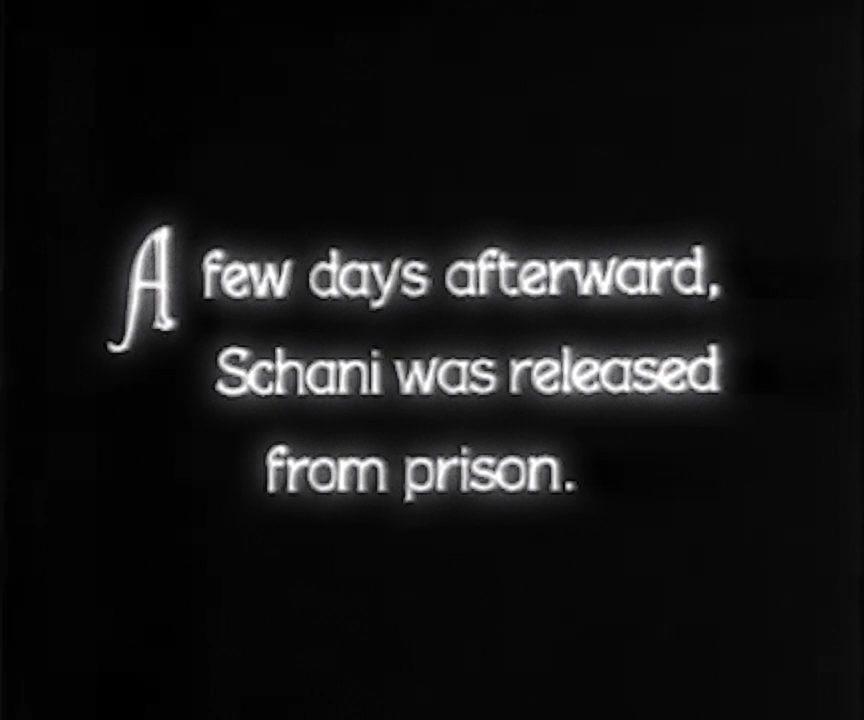 A few days afterward,
Schani was released
from prison.